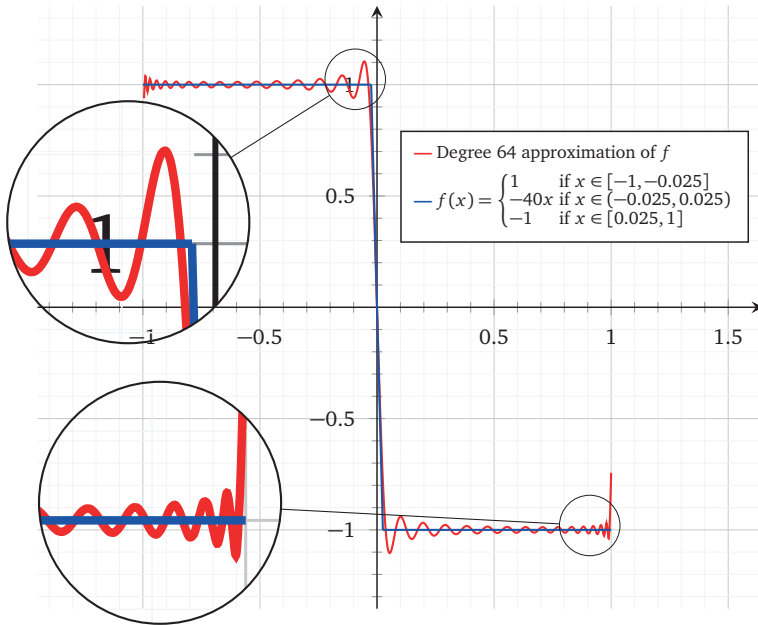 1
Degree 64 approximation of f
f(x) = { 1 if x ∈ [−1, −0.025]
−40x if x ∈ (−0.025, 0.025)
−1 if x ∈ [0.025, 1]
0.5
1
−1
−0.5
0.5
1
1.5
−0.5
−1